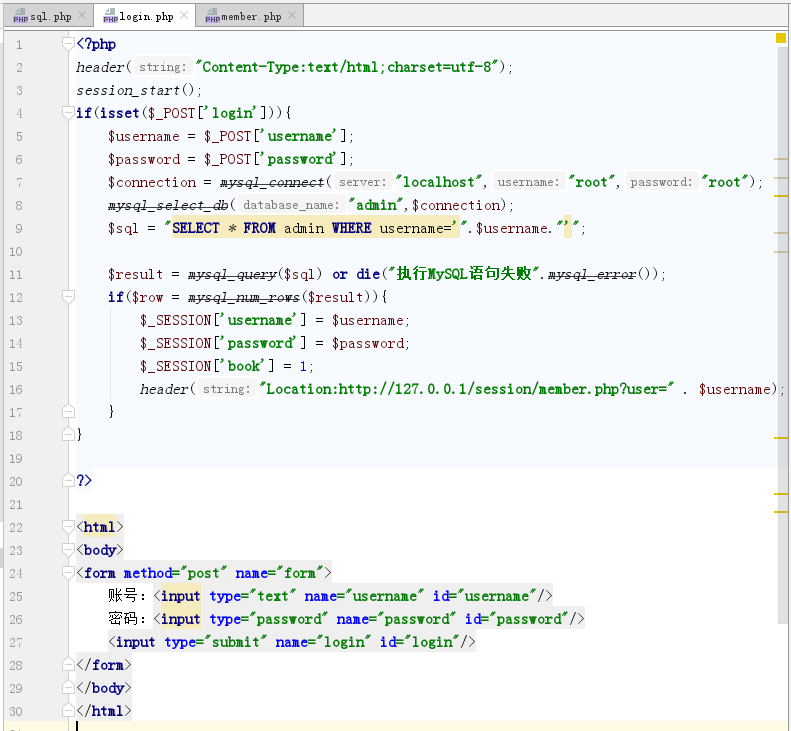 sql.php login.php member.php
1 <?php
2 header( string: "Content-Type:text/html;charset=utf-8");
3 session_start();
4 if(isset($_POST['login'])){
5 $username = $_POST['username'];
6 $password = $_POST['password'];
7 $connection = mysql_connect( server: "localhost", username: "root", password: "root");
8 mysql_select_db( database_name: "admin",$connection);
9 $sql = "SELECT * FROM admin WHERE username='".$username."'";
10
11 $result = mysql_query($sql) or die("执行MySQL语句失败".mysql_error());
12 if($row = mysql_num_rows($result)){
13 $_SESSION['username'] = $username;
14 $_SESSION['password'] = $password;
15 $_SESSION['book'] = 1;
16 header( string: "Location:http://127.0.0.1/session/member.php?user=" . $username);
17 }
18 }
19
20 ?>
21
22 <html>
23 <body>
24 <form method="post" name="form">
25 账号：<input type="text" name="username" id="username"/>
26 密码：<input type="password" name="password" id="password"/>
27 <input type="submit" name="login" id="login"/>
28 </form>
29 </body>
30 </html>